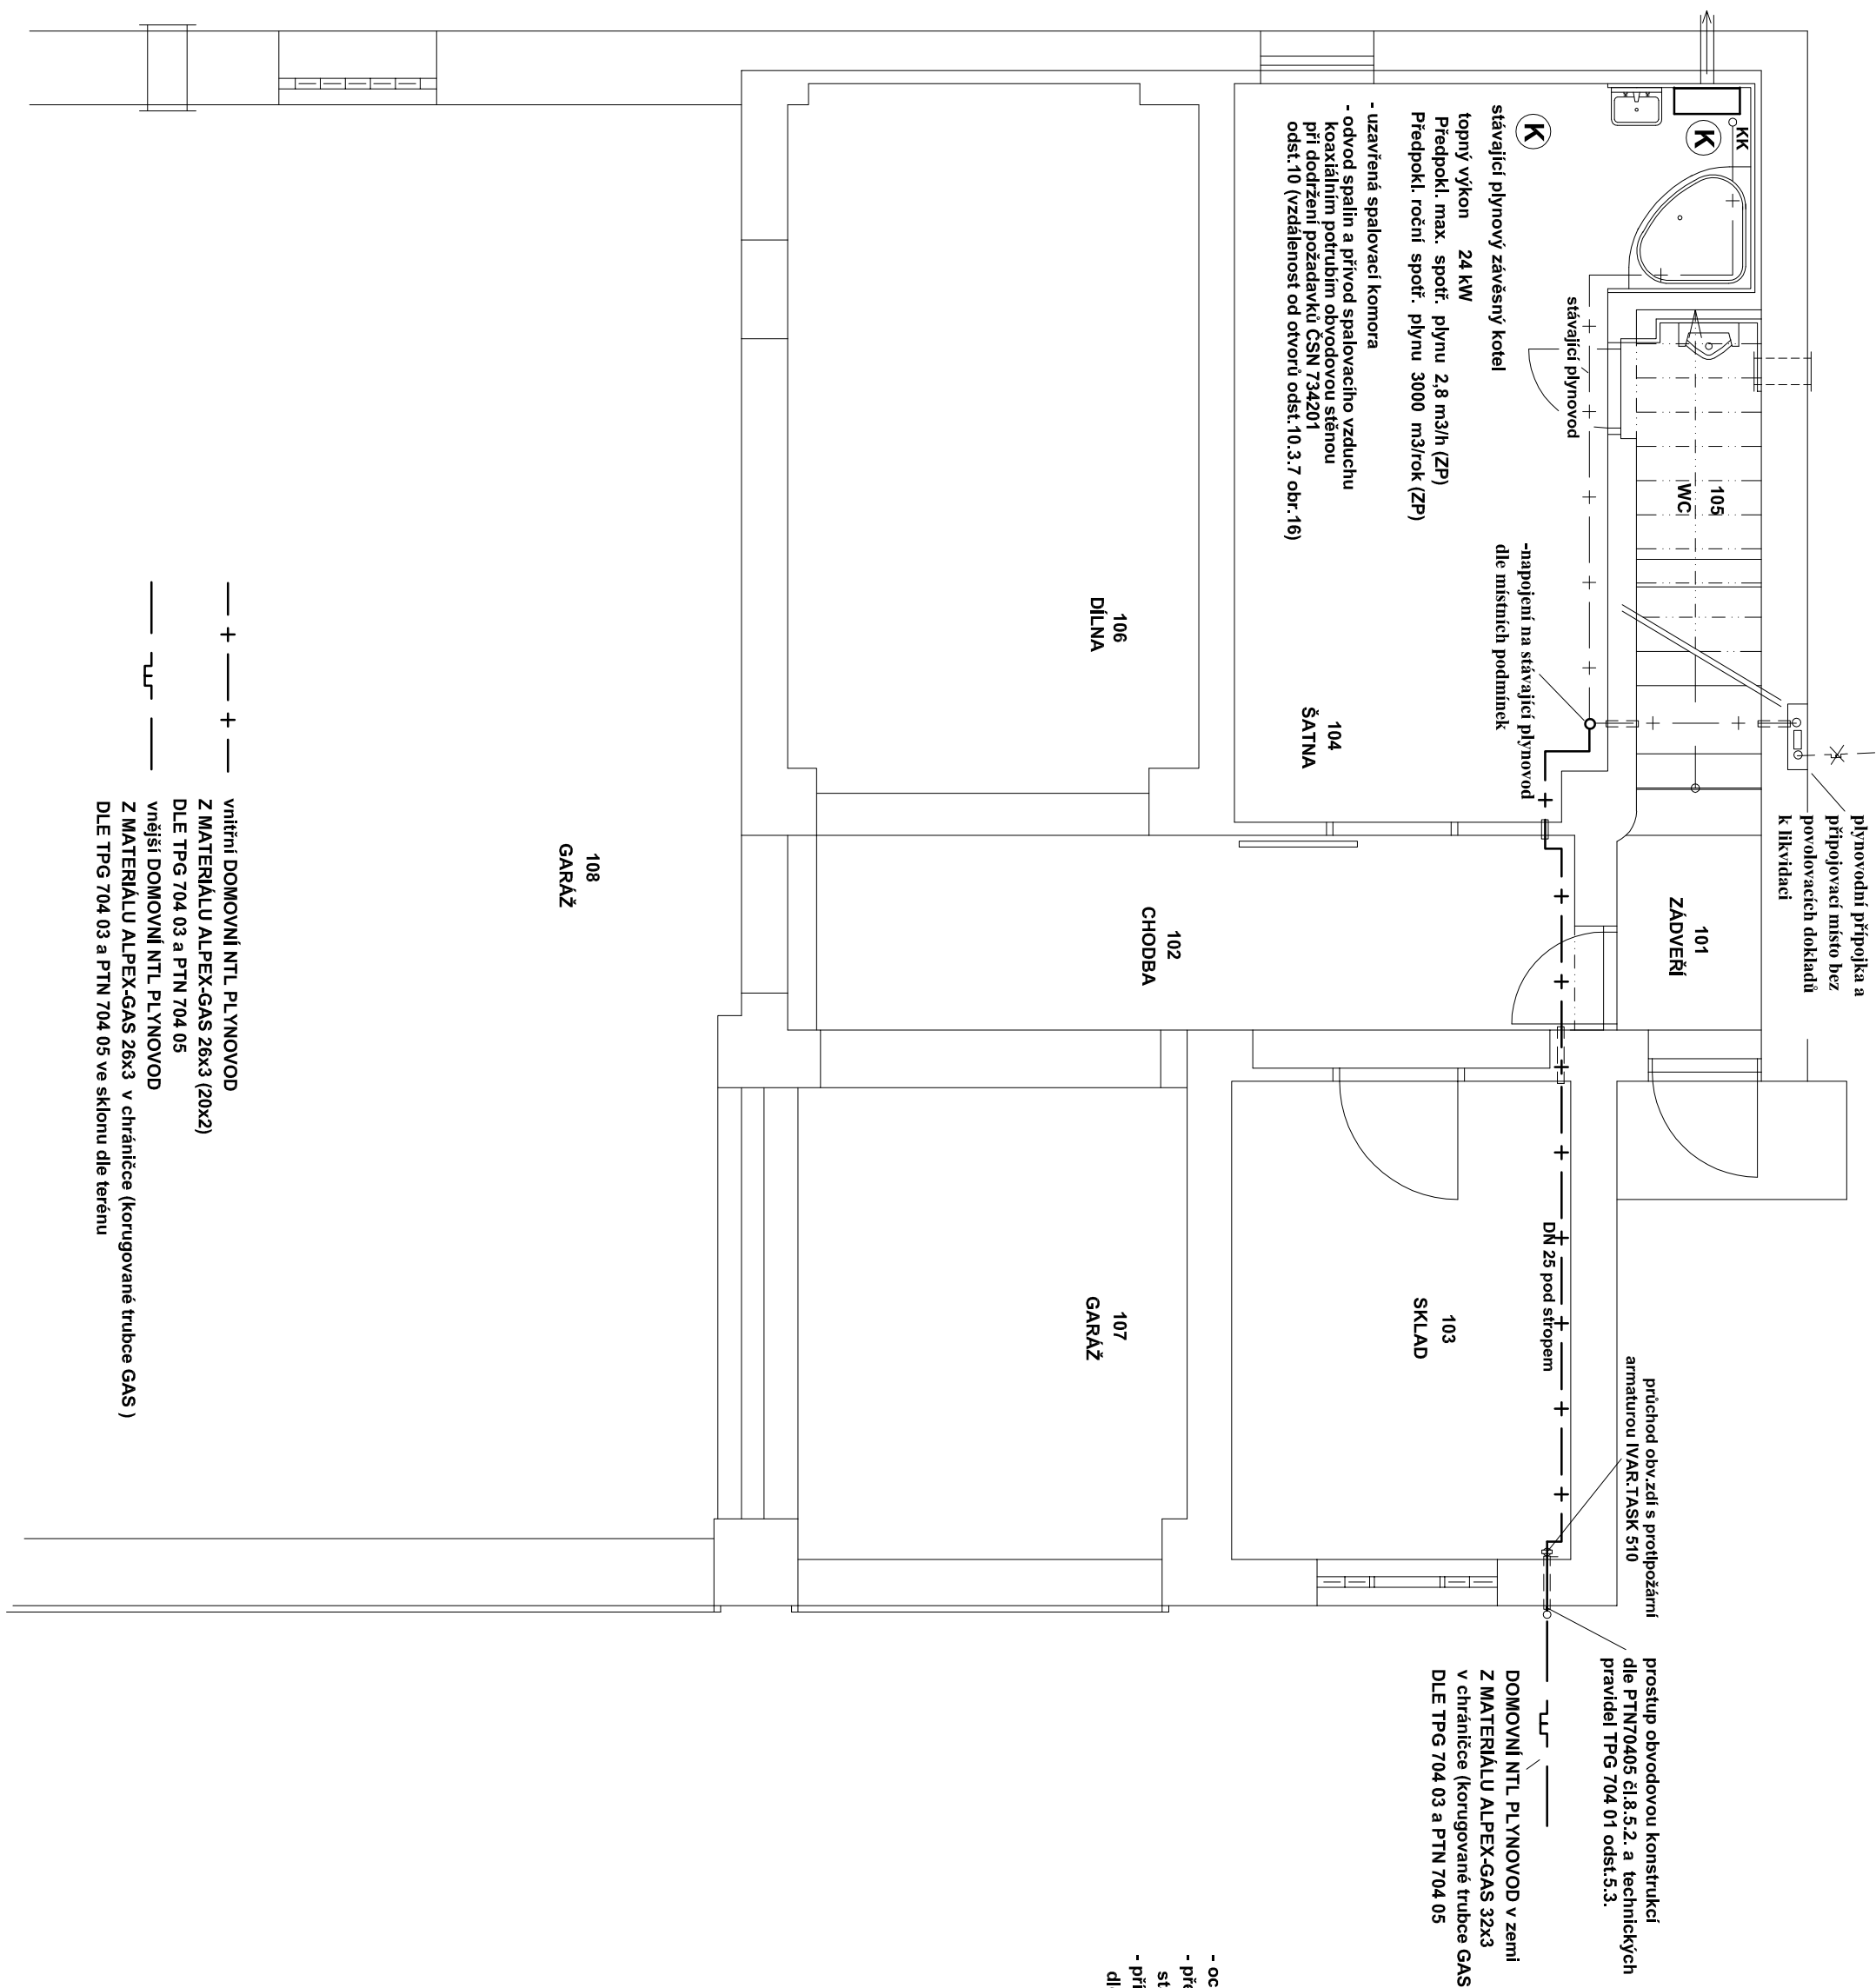 plynovodní přípojka a
připojovací místo bez
povolovacích dokladů
k likvidaci
KK
K
105
WC
101
ZÁDVEŘÍ
stávající plynovod
-napojení na stávající plynovod
dle místních podmínek
K
stávající plynový závěsný kotel
topný výkon 24 kW
Předpokl. max. spotř. plynu 2,8 m3/h (ZP)
Předpokl. roční spotř. plynu 3000 m3/rok (ZP)
- uzavřená spalovací komora
- odvod spalin a přívod spalovacího vzduchu
koaxiálním potrubím obvodovou stěnou
při dodržení požadavků ČSN 734201
odst.10 (vzdálenost od otvorů odst.10.3.7 obr.16)
104
ŠATNA
102
CHODBA
106
DÍLNA
průchod obv.zdí s protipožární
armaturou IVAR.TASK 510
DN 25 pod stropem
103
SKLAD
107
GARÁŽ
prostup obvodovou konstrukcí
dle PTN70405 čl.8.5.2. a technických
pravidel TPG 704 01 odst.5.3.
DOMOVNÍ NTL PLYNOVOD v zemi
Z MATERIÁLU ALPEX-GAS 32x3
v chráničce (korugované trubce GAS
DLE TPG 704 03 a PTN 704 05
108
GARÁŽ
vnitřní DOMOVNÍ NTL PLYNOVOD
Z MATERIÁLU ALPEX-GAS 26x3 (20x2)
DLE TPG 704 03 a PTN 704 05
vnější DOMOVNÍ NTL PLYNOVOD
Z MATERIÁLU ALPEX-GAS 26x3 v chráničce (korugované trubce GAS )
DLE TPG 704 03 a PTN 704 05 ve sklonu dle terénu